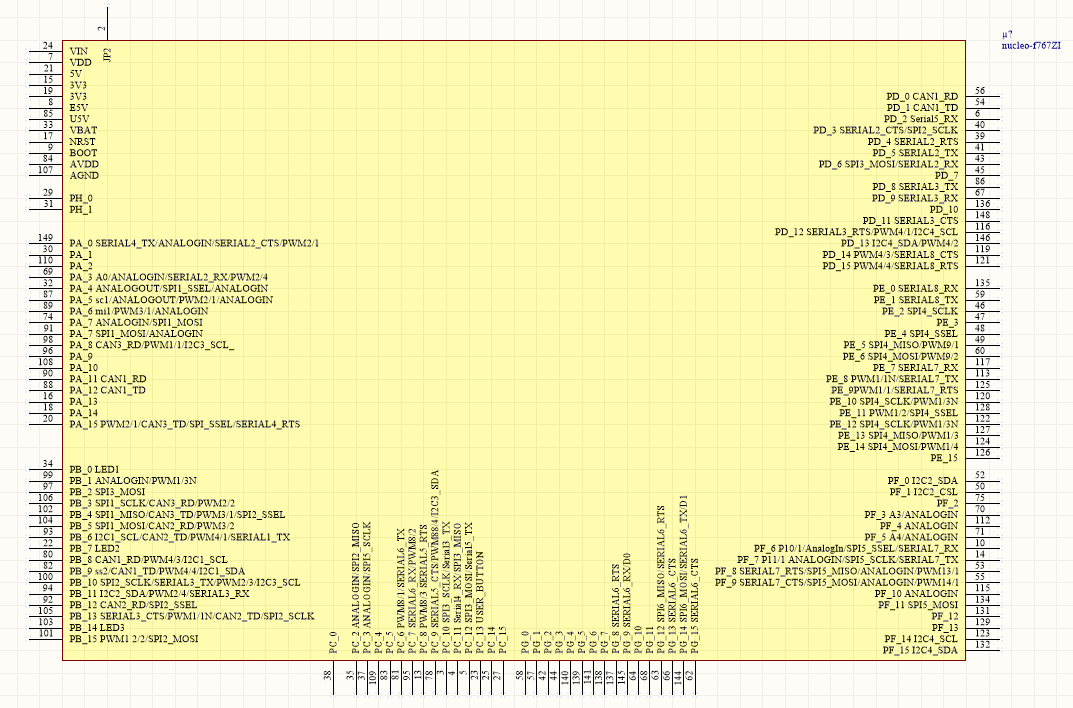 2
JP2
µ?
nucleo-f767ZI
24 VIN
7 VDD
21 5V
15 3V3
19 3V3
8 E5V
85 U5V
33 VBAT
17 NRST
9 BOOT
84 AVDD
107 AGND
29 PH_0
31 PH_1
149 PA_0 SERIAL4_TX/ANALOGIN/SERIAL2_CTS/PWM2/1
30 PA_1
110 PA_2
69 PA_3 A0/ANALOGIN/SERIAL2_RX/PWM2/4
32 PA_4 ANALOGOUT/SPI1_SSEL/ANALOGIN
87 PA_5 scl/ANALOGOUT/PWM2/1/ANALOGIN
89 PA_6 mi1/PWM3/1/ANALOGIN
74 PA_7 ANALOGIN/SPI1_MOSI
91 PA_7 SPI1_MOSI/ANALOGIN
98 PA_8 CAN3_RD/PWM1/1/I2C3_SCL_
96 PA_9
108 PA_10
90 PA_11 CAN1_RD
88 PA_12 CAN1_TD
16 PA_13
18 PA_14
20 PA_15 PWM2/1/CAN3_TD/SPI_SSEL/SERIAL4_RTS
34 PB_0 LED1
99 PB_1 ANALOGIN/PWM1/3N
97 PB_2 SPI3_MOSI
106 PB_3 SPI1_SCLK/CAN3_RD/PWM2/2
102 PB_4 SPI1_MISO/CAN3_TD/PWM3/1/SPI2_SSEL
104 PB_5 SPI1_MOSI/CAN2_RD/PWM3/2
93 PB_6 I2C1_SCL/CAN2_TD/PWM4/1/SERIAL1_TX
22 PB_7 LED2
80 PB_8 CAN1_RD/PWM4/3/I2C1_SCL
82 PB_9 ss2/CAN1_TD/PWM4/4/I2C1_SDA
100 PB_10 SPI2_SCLK/SERIAL3_TX/PWM2/3/I2C3_SCL
94 PB_11 I2C2_SDA/PWM2/4/SERIAL3_RX
92 PB_12 CAN2_RD/SPI2_SSEL
105 PB_13 SERIAL3_CTS/PWM1/1N/CAN2_TD/SPI2_SCLK
103 PB_14 LED3
101 PB_15 PWM1 2/2/SPI2_MOSI
PD_0 CAN1_RD 56
PD_1 CAN1_TD 54
PD_2 Serial5_RX 6
PD_3 SERIAL2_CTS/SPI2_SCLK 40
PD_4 SERIAL2_RTS 39
PD_5 SERIAL2_TX 41
PD_6 SPI3_MOSI/SERIAL2_RX 43
PD_7 45
PD_8 SERIAL3_TX 86
PD_9 SERIAL3_RX 67
PD_10 136
PD_11 SERIAL3_CTS 148
PD_12 SERIAL3_RTS/PWM4/1/I2C4_SCL 116
PD_13 I2C4_SDA/PWM4/2 146
PD_14 PWM4/3/SERIAL8_CTS 119
PD_15 PWM4/4/SERIAL8_RTS 121
PE_0 SERIAL8_RX 135
PE_1 SERIAL8_TX 59
PE_2 SPI4_SCLK 46
PE_3 47
PE_4 SPI4_SSEL 48
PE_5 SPI4_MISO/PWM9/1 49
PE_6 SPI4_MOSI/PWM9/2 60
PE_7 SERIAL7_RX 117
PE_8 PWM1/1N/SERIAL7_TX 113
PE_9PWM1/1/SERIAL7_RTS 125
PE_10 SPI4_SCLK/PWM1/3N 120
PE_11 PWM1/2/SPI4_SSEL 128
PE_12 SPI4_SCLK/PWM1/3N 122
PE_13 SPI4_MISO/PWM1/3 127
PE_14 SPI4_MOSI/PWM1/4 124
PE_15 126
PF_0 I2C2_SDA 52
PF_1 I2C2_CSL 50
PF_2 75
PF_3 A3/ANALOGIN 70
PF_4 ANALOGIN 112
PF_5 A4/ANALOGIN 71
PF_6 P10/1/AnalogIn/SPI5_SSEL/SERIAL7_RX 10
PF_7 P11/1 ANALOGIN/SPI5_SCLK/SERIAL7_TX 14
PF_8 SERIAL7_RTS/SPI5_MISO/ANALOGIN/PWM13/1 53
PF_9 SERIAL7_CTS/SPI5_MOSI/ANALOGIN/PWM14/1 55
PF_10 ANALOGIN 115
PF_11 SPI5_MOSI 134
PF_12 131
PF_13 129
PF_14 I2C4_SCL 123
PF_15 I2C4_SDA 132
38 PC_0
35 PC_2 ANALOGIN/SPI2_MISO
37 PC_3 ANALOGIN/SPI5_SCLK
109 PC_4
83 PC_5
81 PC_6 PWM8/1/SERIAL6_TX
95 PC_7 SERIAL6_RX/PWM8/2
13 PC_8 PWM8/3/SERIAL5_RTS
78 PC_9 SERIAL5_CTS/PWM88/4/I2C3_SDA
3 PC_10 SPI3_SCLK/Serial3_TX
4 PC_11 Serial4_RX/SPI3_MISO
5 PC_12 SPI3_MOSI/Serial5_TX
23 PC_13 USER_BUTTON
25 PC_14
27 PC_15
58 PG_0
57 PG_1
42 PG_2
44 PG_3
140 PG_4
139 PG_5
141 PG_6
138 PG_7
137 PG_8 SERIAL6_RTS
145 PG_9 SERIAL6_RX/D0
64 PG_10
68 PG_11
63 PG_12 SPI6_MISO/SERIAL6_RTS
66 PG_13 SERIAL6_CTS
144 PG_14 SPI6_MOSI/SERIAL6_TX/D1
62 PG_15 SERIAL6_CTS